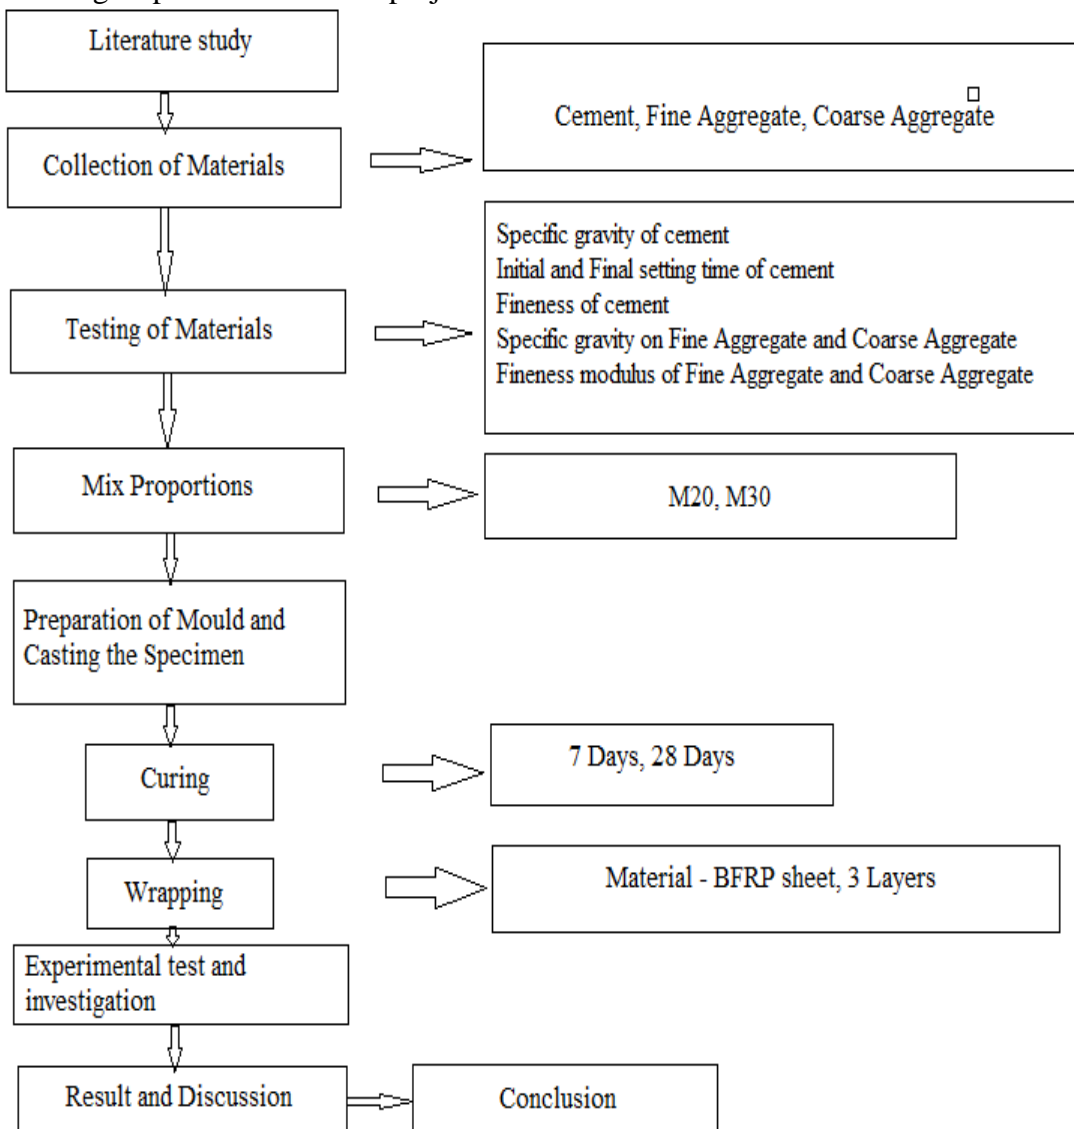 Literature study
Cement, Fine Aggregate, Coarse Aggregate
Collection of Materials
Specific gravity of cement
Initial and Final setting time of cement
Fineness of cement
Specific gravity on Fine Aggregate and Coarse Aggregate
Fineness modulus of Fine Aggregate and Coarse Aggregate
Testing of Materials
Mix Proportions
M20, M30
Preparation of Mould and
Casting the Specimen
7 Days, 28 Days
Curing
Material - BFRP sheet, 3 Layers
Wrapping
Experimental test and
investigation
Result and Discussion
Conclusion